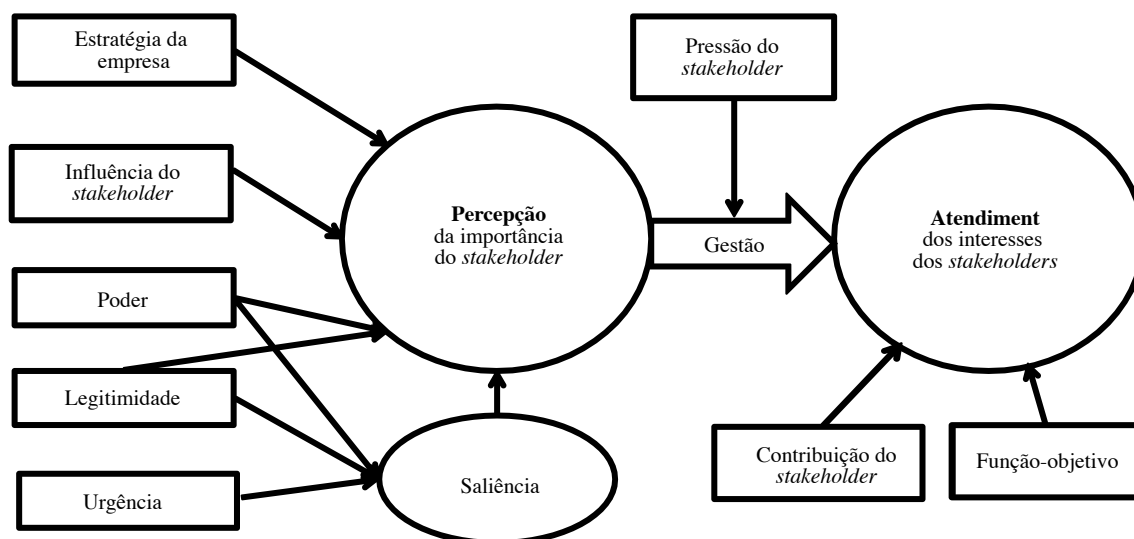 Estratégia da
empresa
Pressão do
stakeholder
Influência do
stakeholder
Percepção
da importância
do stakeholder
Gestão
Atendiment
dos interesses
dos stakeholders
Poder
Legitimidade
Urgência
Saliência
Contribuição do
stakeholder
Função-objetivo